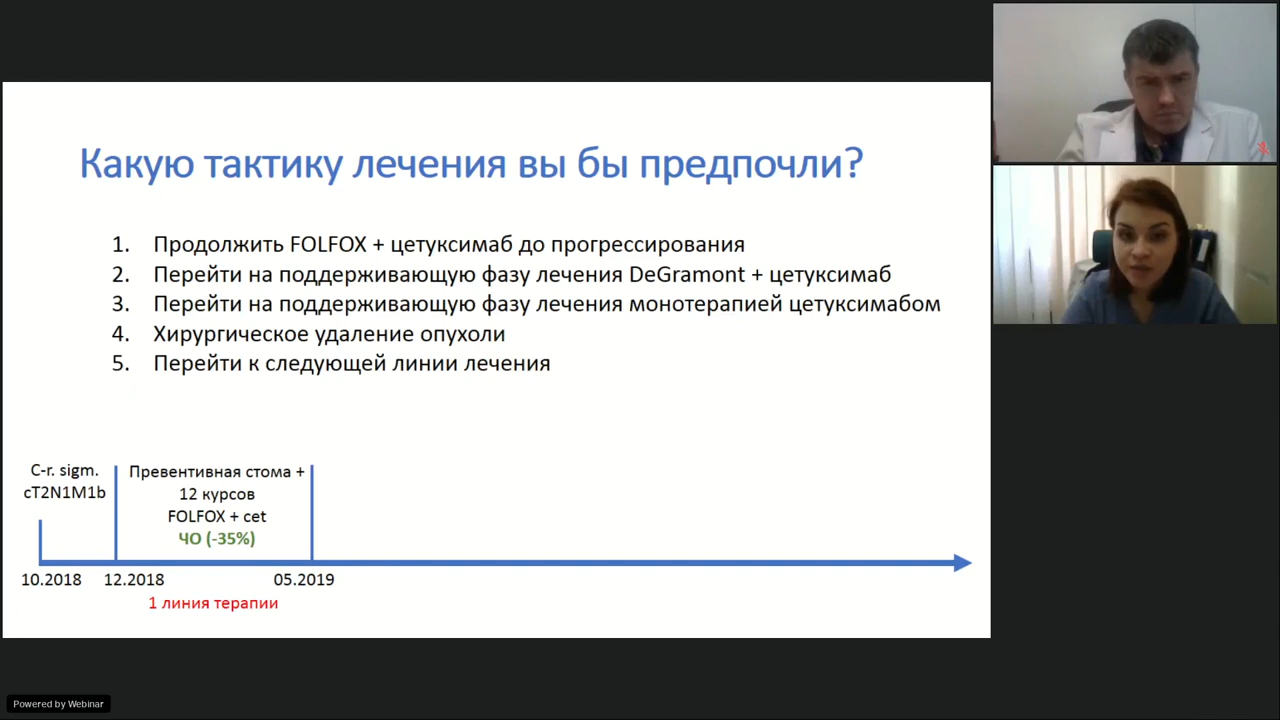 Какую тактику лечения вы бы предпочли?
1. Продолжить FOLFOX + цетуксимаб до прогрессирования
2. Перейти на поддерживающую фазу лечения DeGramont + цетуксимаб
3. Перейти на поддерживающую фазу лечения монотерапией цетуксимабом
4. Хирургическое удаление опухоли
5. Перейти к следующей линии лечения
C-r. sigm.
cT2N1M1b
Превентивная стома +
12 курсов
FOLFOX + cet
ЧО (-35%)
10.2018
12.2018
05.2019
1 линия терапии
Powered by Webinar